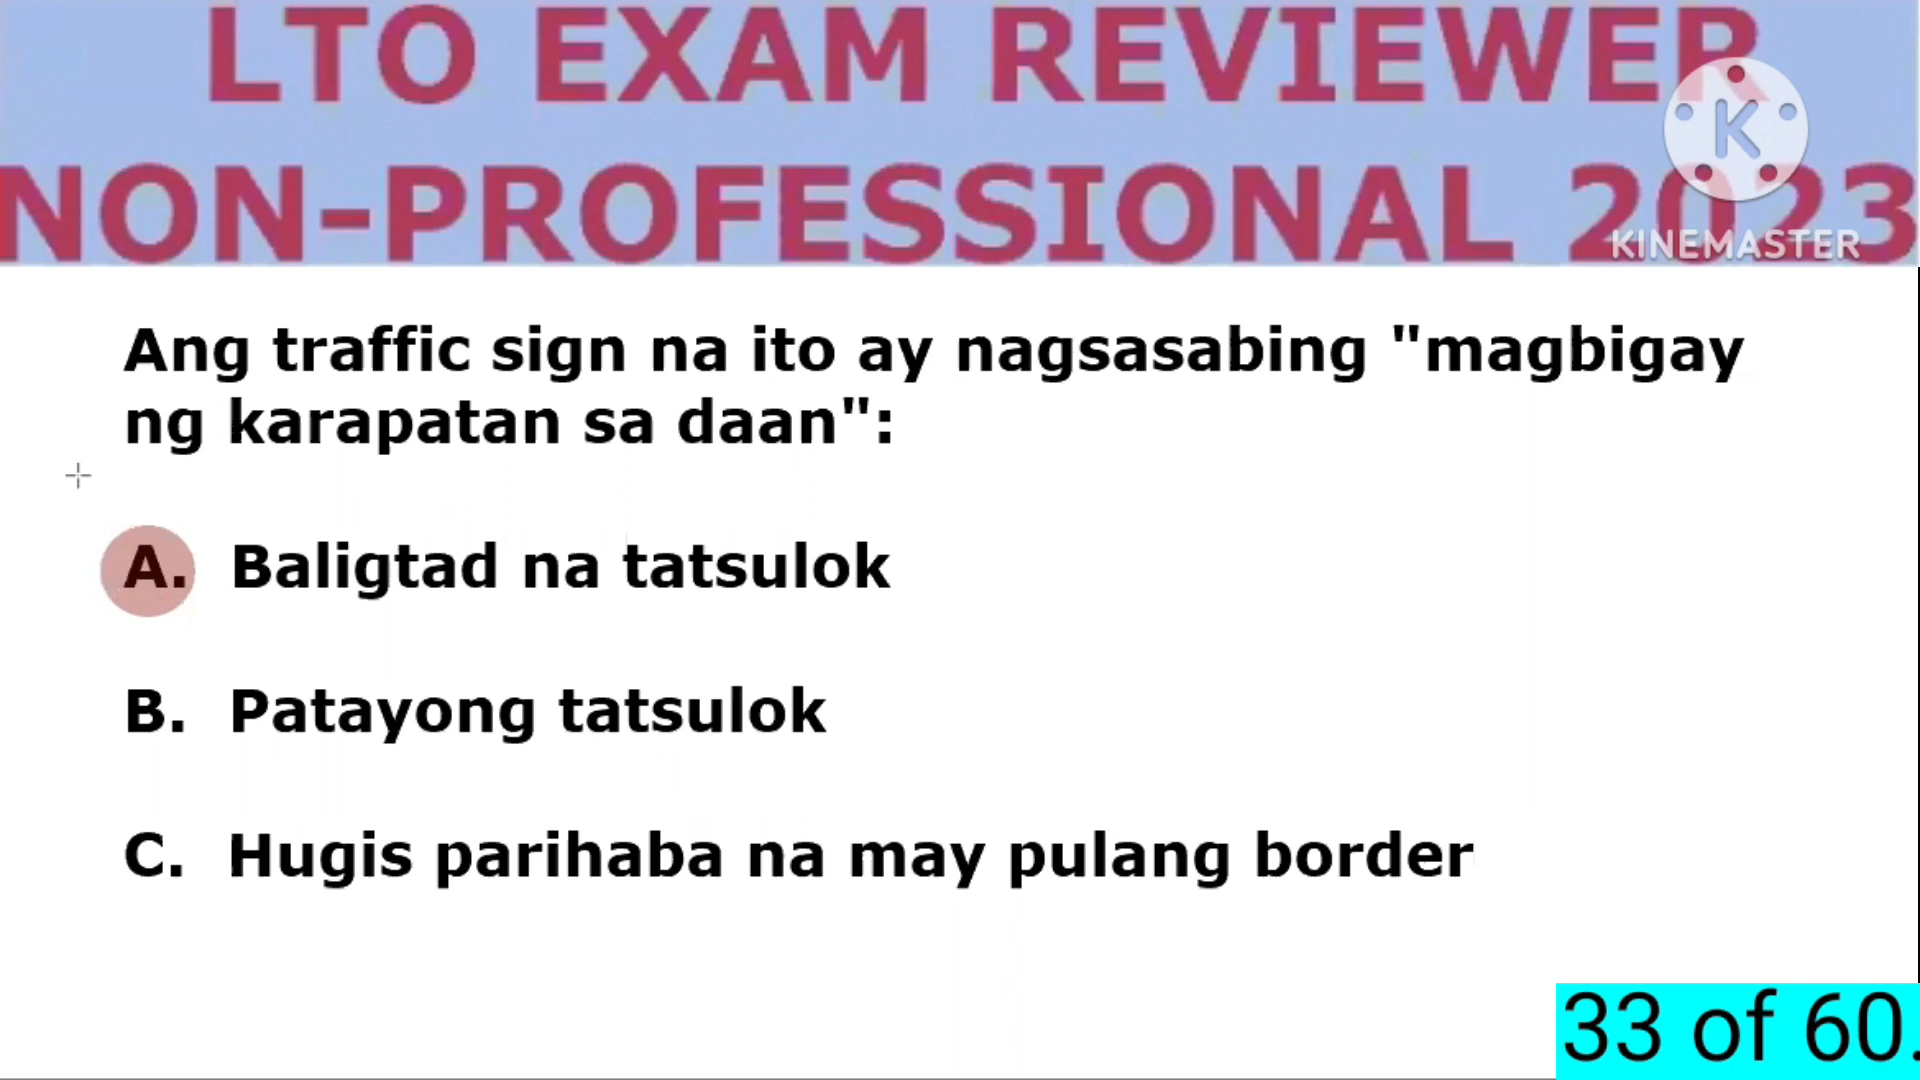 LTO EXAM REVIEWER
NON-PROFESSIONAL 2023
K
KINEMASTER
Ang traffic sign na ito ay nagsasabing "magbigay
ng karapatan sa daan":
A. Baligtad na tatsulok
B. Patayong tatsulok
C. Hugis parihaba na may pulang border
33 of 60.